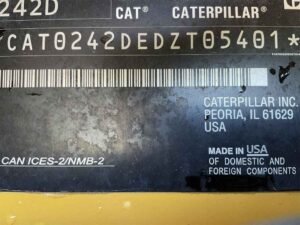 242D CAT® CATERPILLAR®
CAT0242DEDZT05401*
CATERPILLAR INC.
PEORIA, IL 61629
USA
CAN ICES-2/NMB-2
MADE IN USA
OF DOMESTIC AND
FOREIGN COMPONENTS